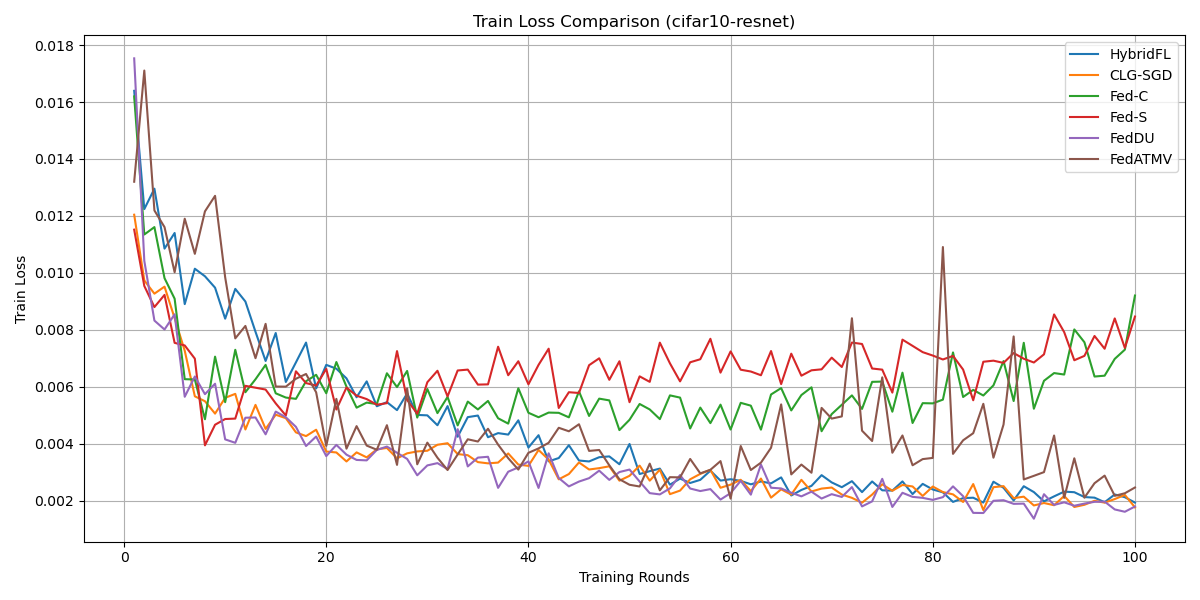 Train Loss Comparison (cifar10-resnet)
Train Loss
0.018
0.016
0.014
0.012
0.010
0.008
0.006
0.004
0.002
0
20
40
60
80
100
Training Rounds
HybridFL
CLG-SGD
Fed-C
Fed-S
FedDU
FedATMV